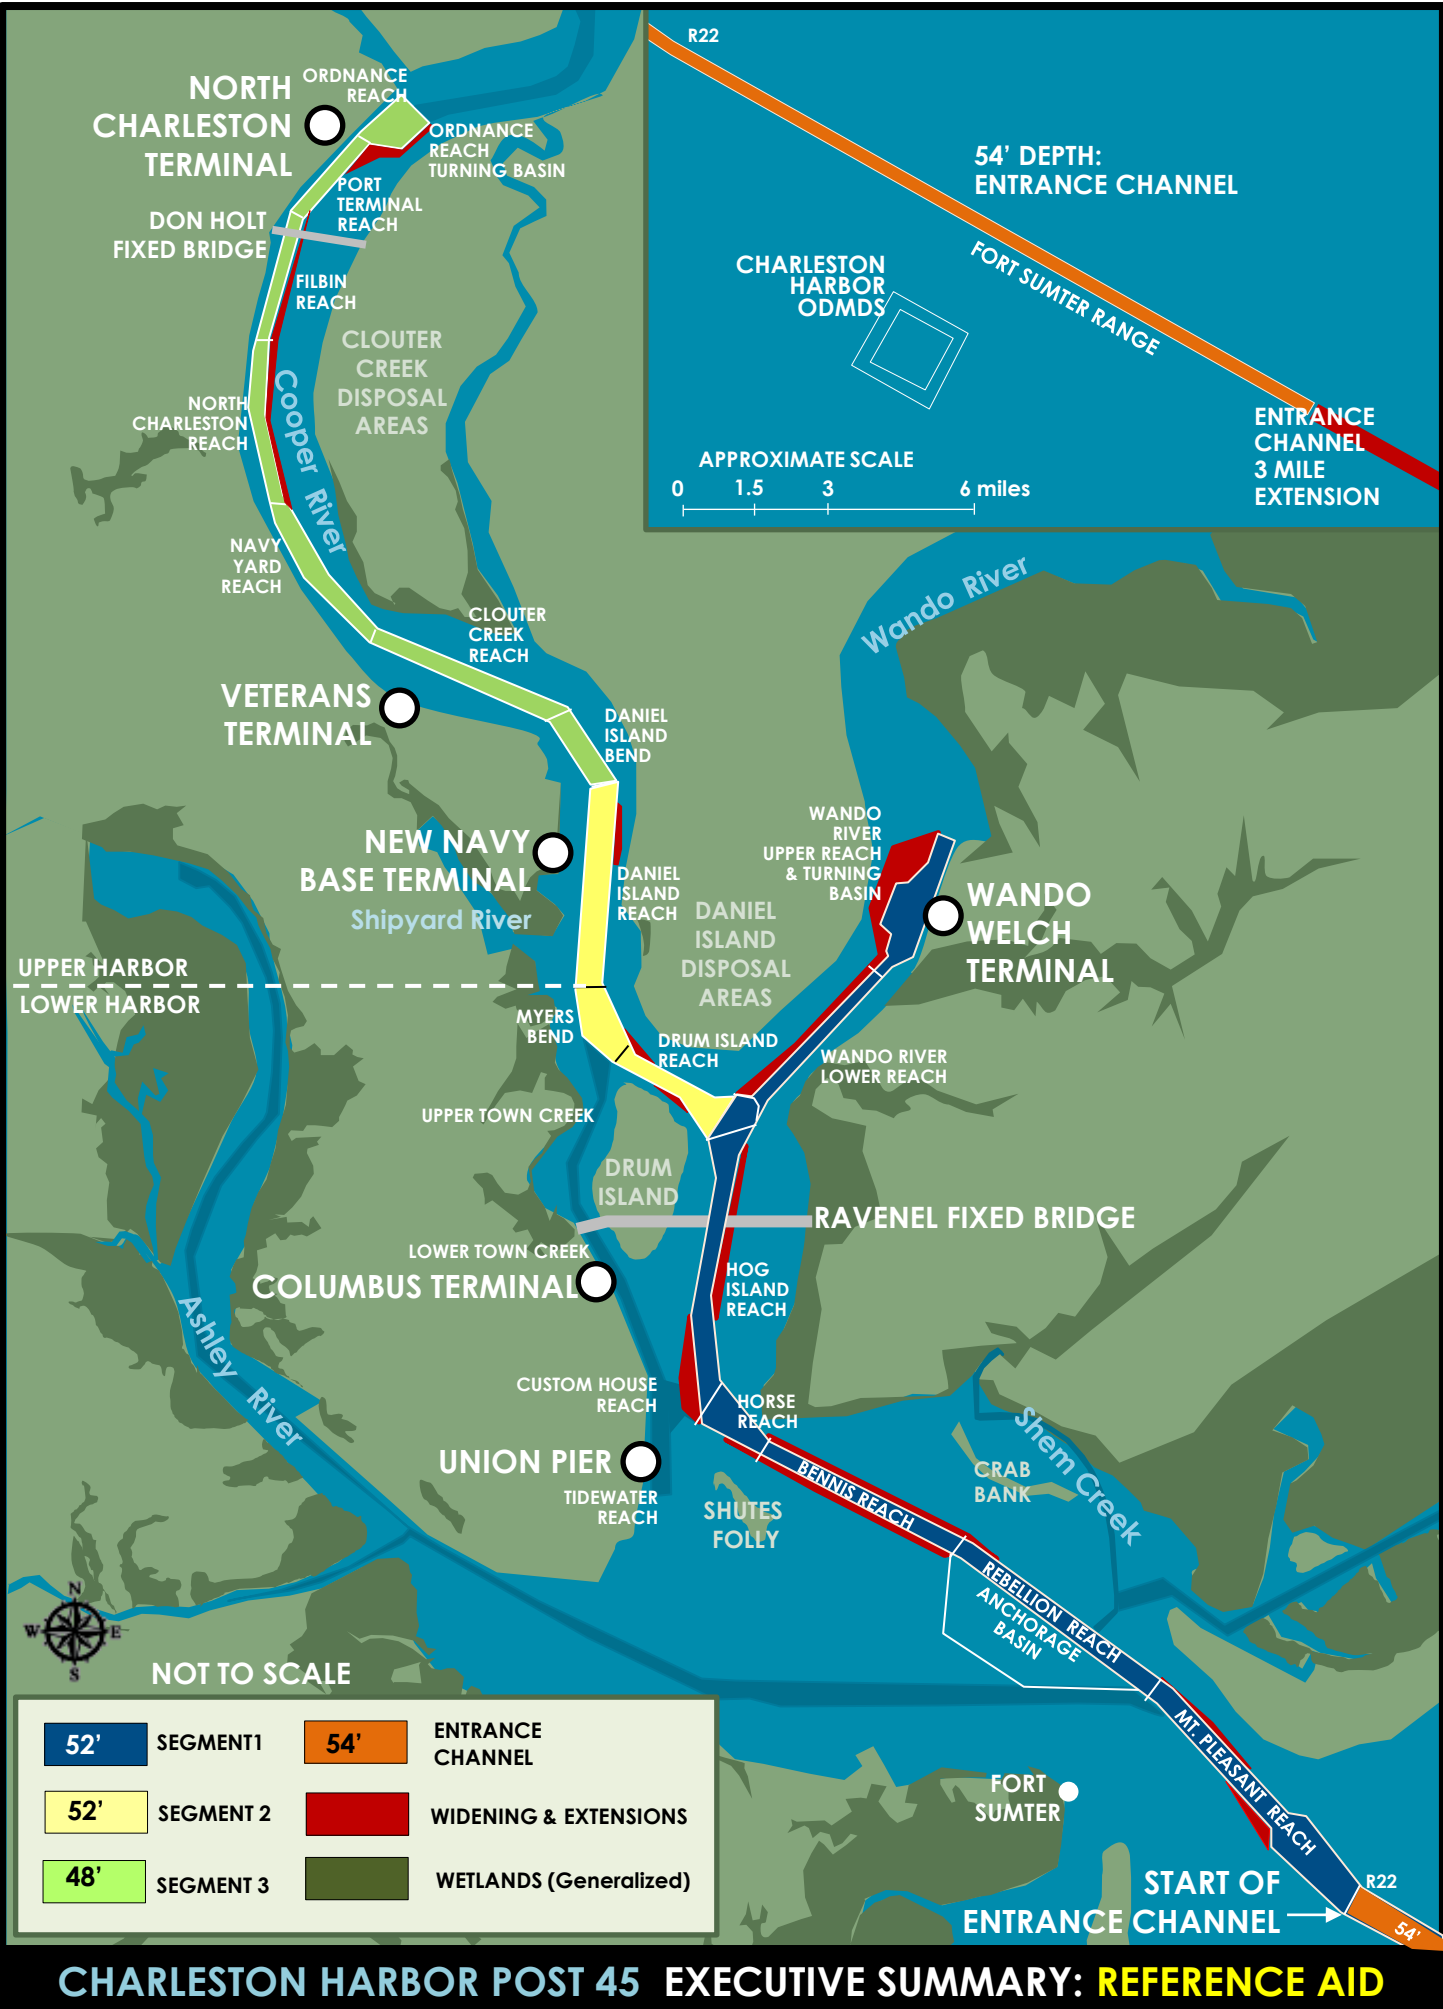 R22
54' DEPTH:
ENTRANCE CHANNEL
FORT SUMTER RANGE
CHARLESTON
HARBOR
ODMDS
ENTRANCE
CHANNEL
3 MILE
EXTENSION
APPROXIMATE SCALE
0 1.5 3 6 miles
ORDNANCE
REACH
NORTH
CHARLESTON
TERMINAL
ORDNANCE
REACH
TURNING BASIN
PORT
TERMINAL
REACH
DON HOLT
FIXED BRIDGE
FILBIN
REACH
CLOUTER
CREEK
DISPOSAL
AREAS
Cooper River
NORTH
CHARLESTON
REACH
NAVY
YARD
REACH
CLOUTER
CREEK
REACH
Wando River
VETERANS
TERMINAL
DANIEL
ISLAND
BEND
NEW NAVY
BASE TERMINAL
Shipyard River
DANIEL
ISLAND
REACH
WANDO
RIVER
UPPER REACH
& TURNING
BASIN
DANIEL
ISLAND
DISPOSAL
AREAS
WANDO
WELCH
TERMINAL
UPPER HARBOR
LOWER HARBOR
MYERS
BEND
DRUM ISLAND
REACH
WANDO RIVER
LOWER REACH
UPPER TOWN CREEK
DRUM
ISLAND
RAVENEL FIXED BRIDGE
LOWER TOWN CREEK
COLUMBUS TERMINAL
HOG
ISLAND
REACH
Ashley River
CUSTOM HOUSE
REACH
HORSE
REACH
UNION PIER
TIDEWATER
REACH
SHUTES
FOLLY
BENNIS REACH
CRAB
BANK
Shem Creek
REBELLION REACH
ANCHORAGE
BASIN
MT. PLEASANT REACH
FORT
SUMTER
START OF
ENTRANCE CHANNEL
R22
54'
N
W E
S
NOT TO SCALE
52' SEGMENT1
52' SEGMENT 2
48' SEGMENT 3
54' ENTRANCE
CHANNEL
WIDENING & EXTENSIONS
WETLANDS (Generalized)
CHARLESTON HARBOR POST 45 EXECUTIVE SUMMARY: REFERENCE AID